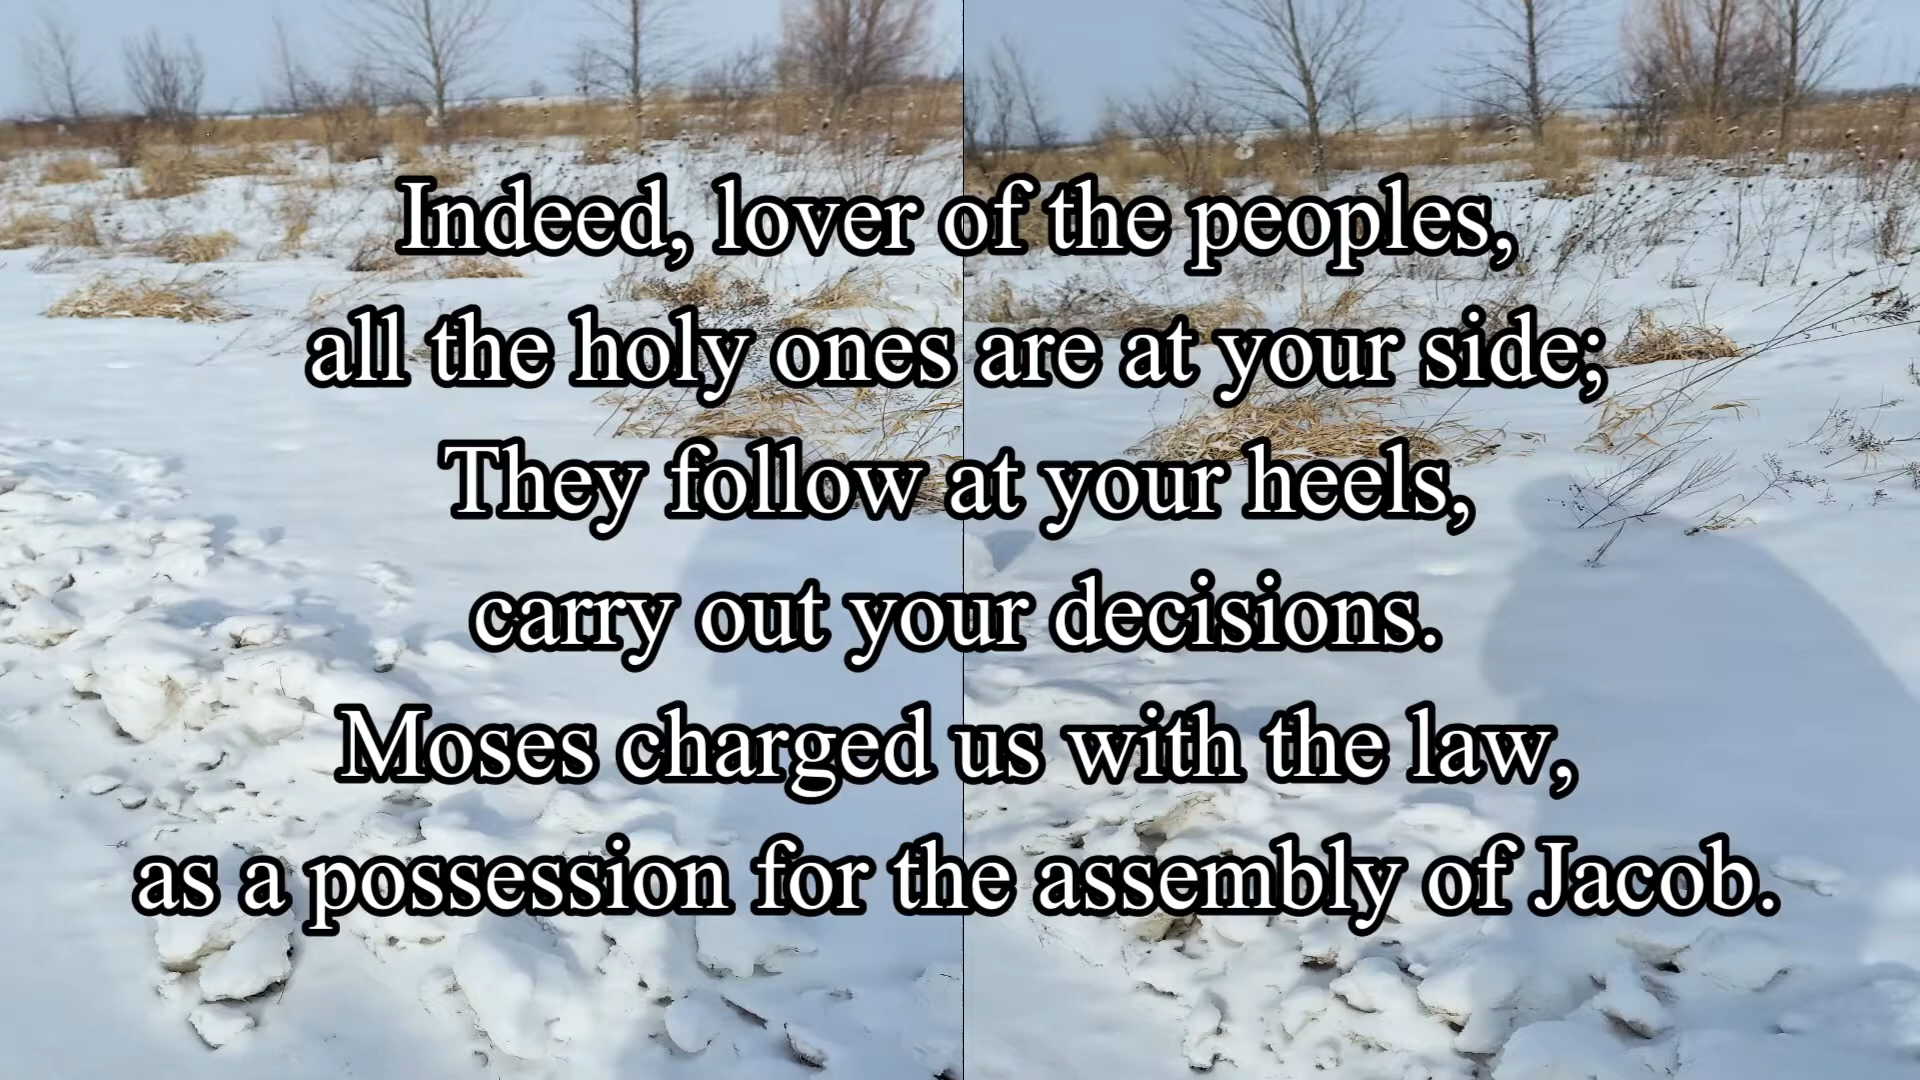 Indeed, lover of the peoples,
all the holy ones are at your side;
They follow at your heels,
carry out your decisions.
Moses charged us with the law,
as a possession for the assembly of Jacob.